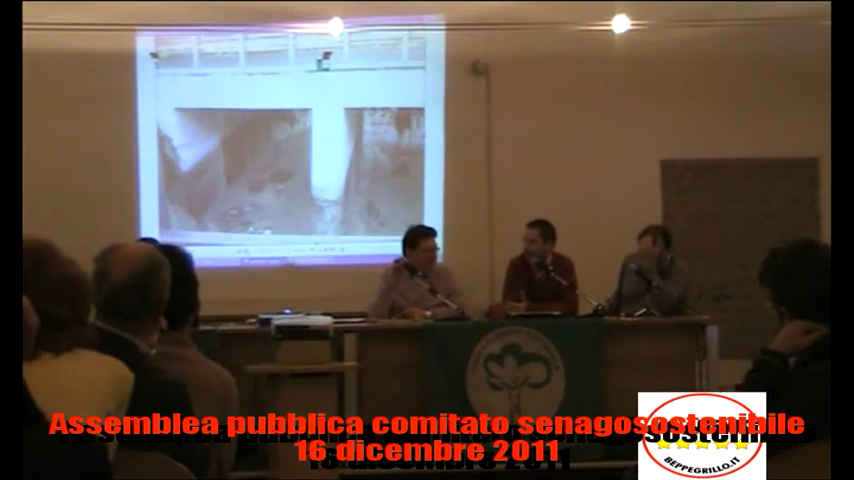 Assemblea pubblica comitato senagosostenibile
16 dicembre 2011
BEPPEGRILLO.IT